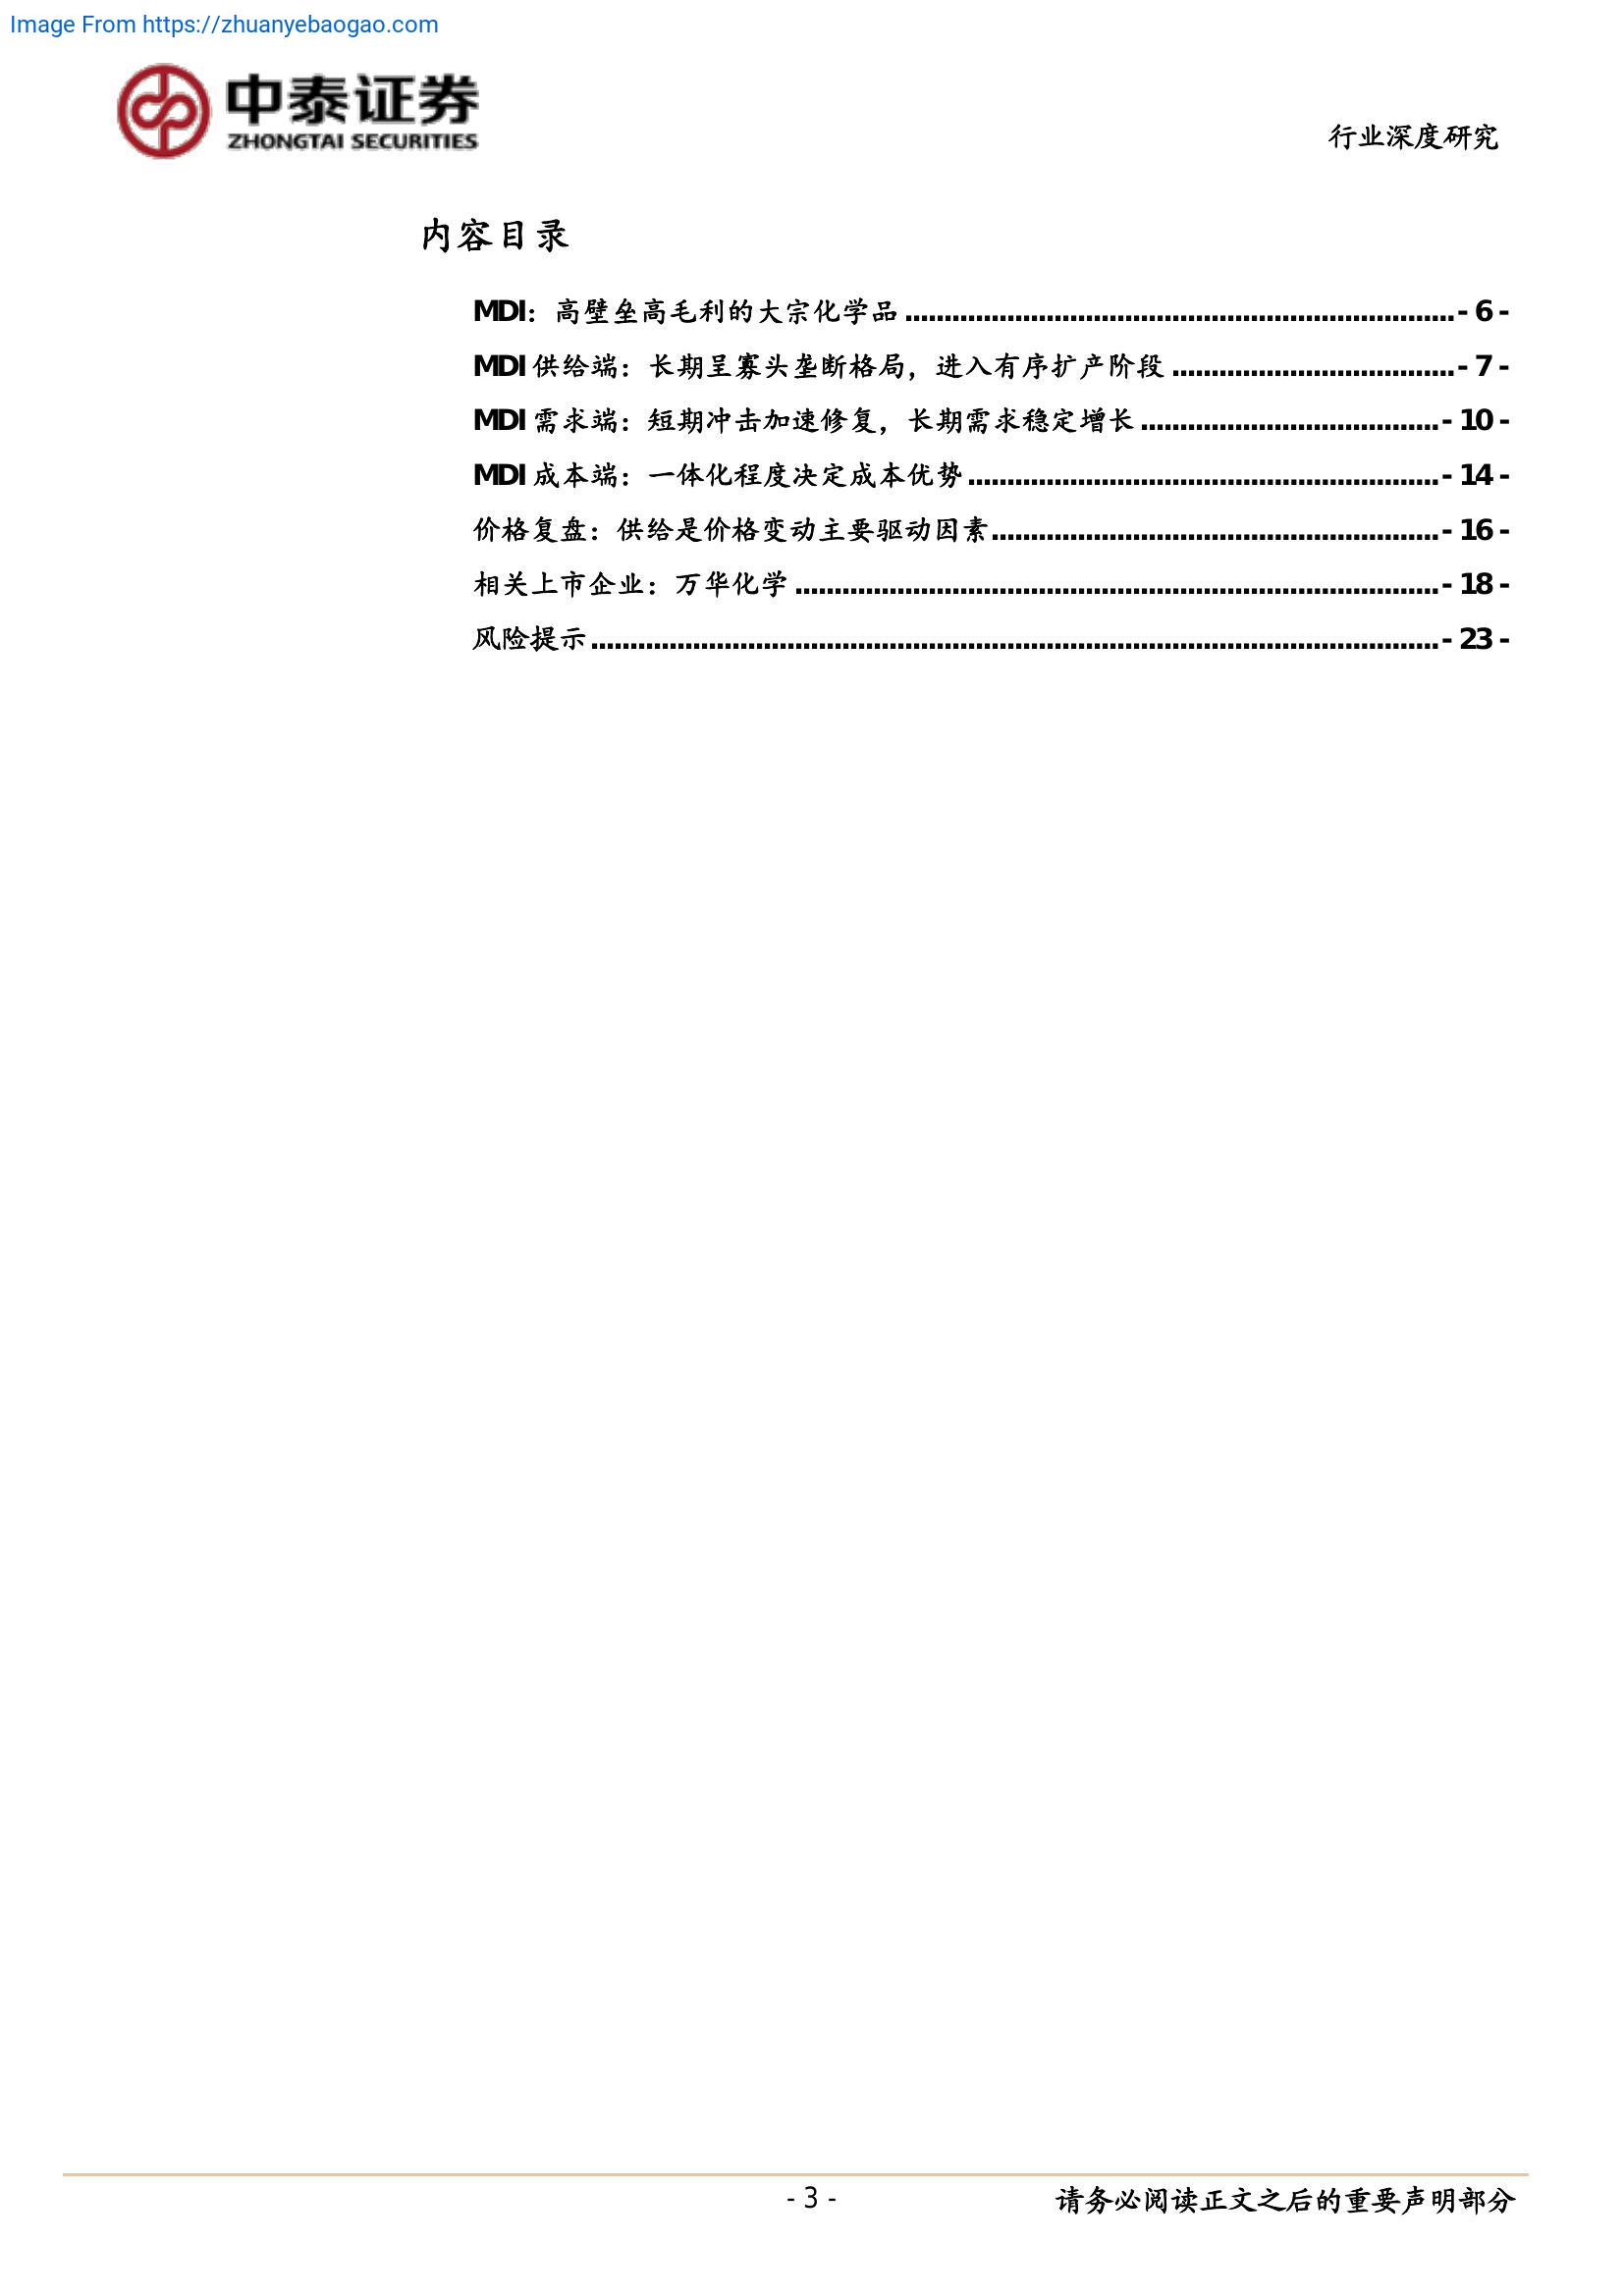 Image From https://zhuanyebaogao.com
中泰证券
ZHONGTAI SECURITIES
行业深度研究
内容目录
MDI：高壁垒高毛利的大宗化学品 ........ - 6 -
MDI 供给端：长期呈寡头垄断格局，进入有序扩产阶段 ........ - 7 -
MDI 需求端：短期冲击加速修复，长期需求稳定增长 ........ - 10 -
MDI 成本端：一体化程度决定成本优势 ........ - 14 -
价格复盘：供给是价格变动主要驱动因素 ........ - 16 -
相关上市企业：万华化学 ........ - 18 -
风险提示 ........ - 23 -
- 3 -
请务必阅读正文之后的重要声明部分